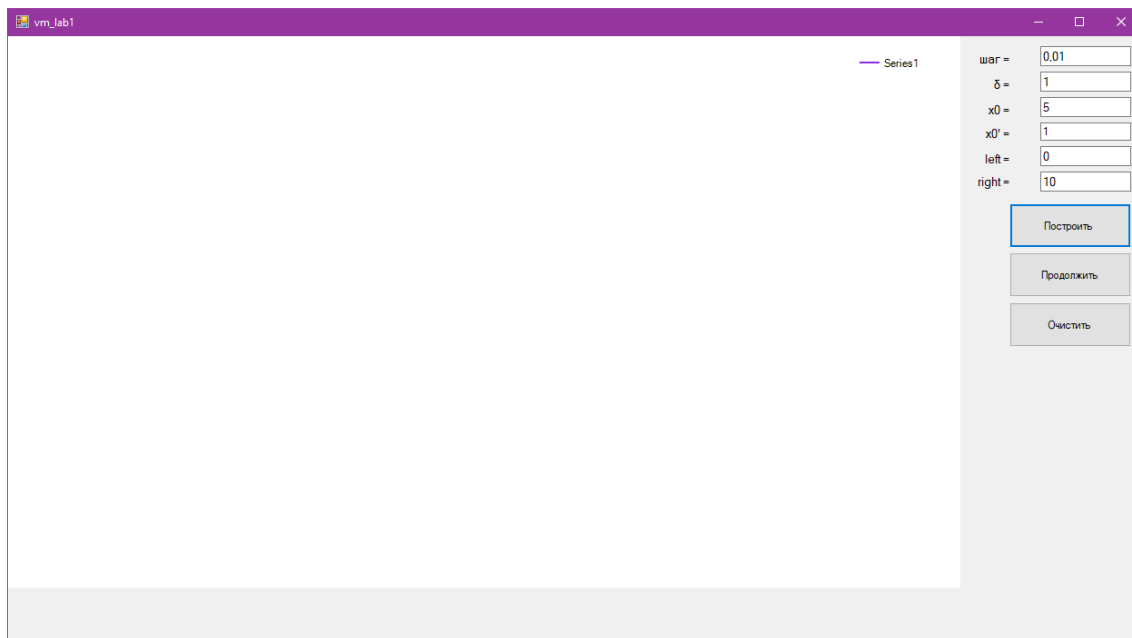 vm_lab1
Series1
шаг = 0,01
δ = 1
x0 = 5
x0' = 1
left = 0
right = 10
Построить
Продолжить
Очистить